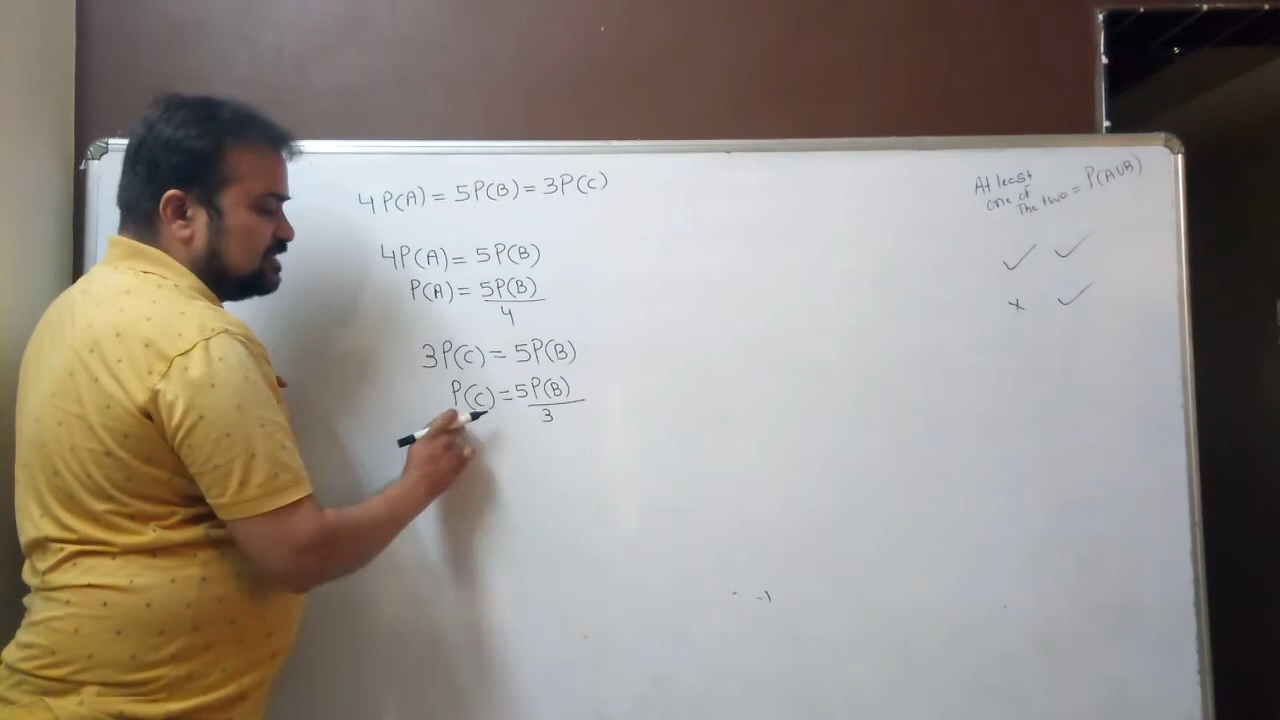 4P(A) = 5P(B) = 3P(C)
4P(A) = 5P(B)
P(A) = 5P(B)
4
3P(C) = 5P(B)
P(C) = 5P(B)
3
At least
one of
The two = P(A∪B)
✓ ✓
× ✓